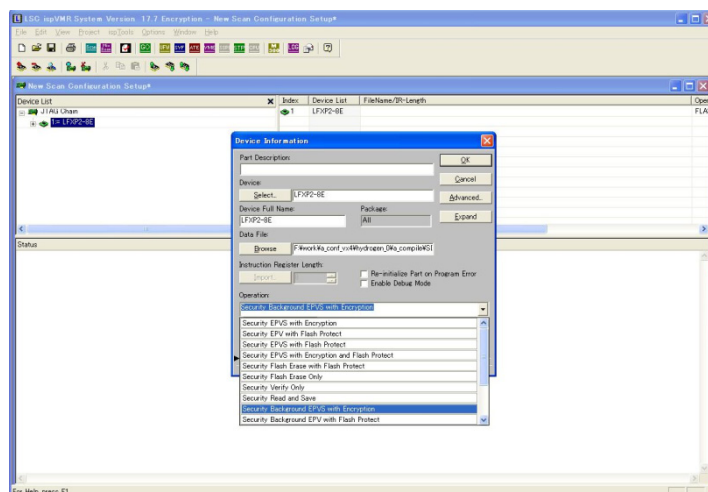 LSC ispVMR System Version 17.7 Encryption - New Scan Configuration Setup*
File Edit View Project ispTools Options Window Help
New Scan Configuration Setup*
Device List
Index Device List FileName/IR-Length
JTAG Chain
1 LFXP2-8E
1= LFXP2-8E
Status
Device Information
Part Description:
OK
Cancel
Device:
Select.. LFXP2-8E
Advanced..
Device Full Name: Package:
LFXP2-8E All
Expand
Data File:
Browse
Instruction Register Length:
Import..
Re-initialize Part on Program Error
Enable Debug Mode
Operation:
Security Background EPVS with Encryption
Security EPVS with Encryption
Security EPV with Flash Protect
Security EPVS with Flash Protect
Security EPVS with Encryption and Flash Protect
Security Flash Erase with Flash Protect
Security Flash Erase Only
Security Verify Only
Security Read and Save
Security Background EPVS with Encryption
Security Background EPV with Flash Protect
For Help, press F1